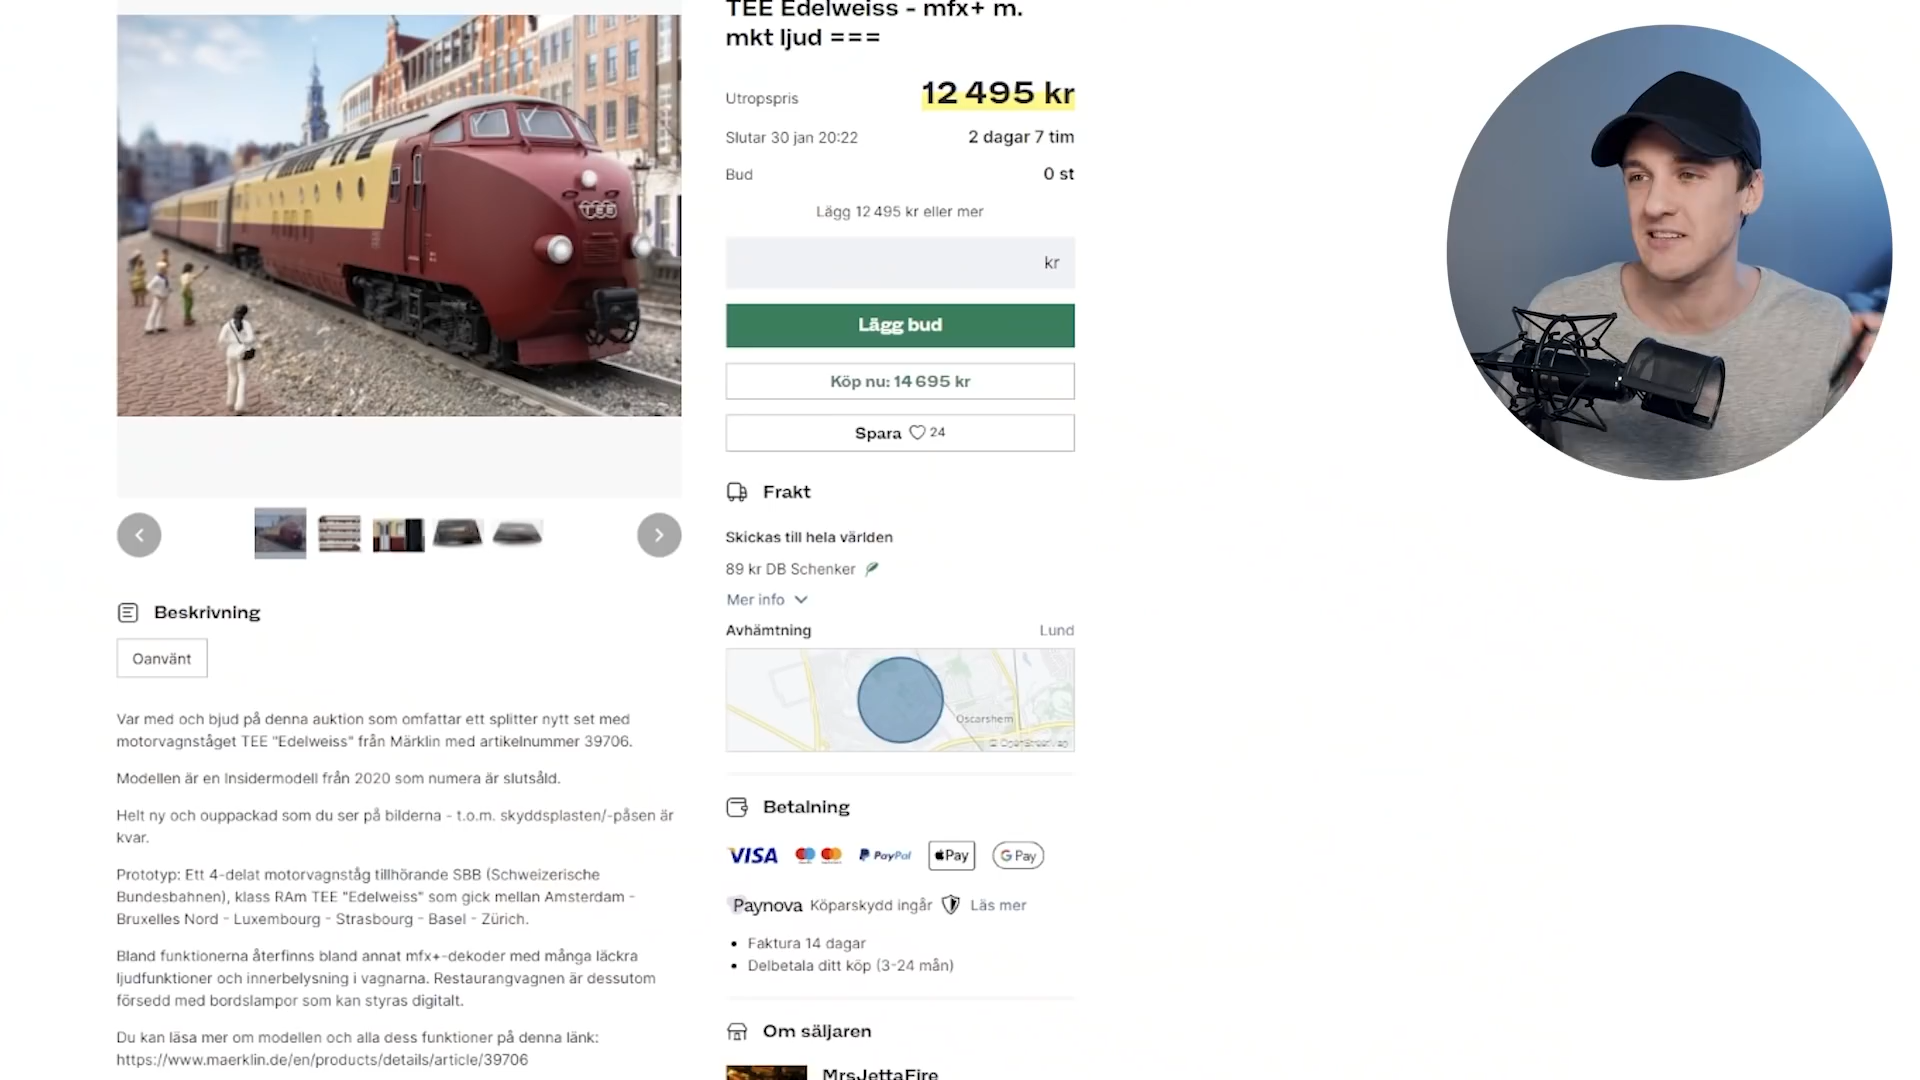 TEE Edelweiss - mfx+ m.
mkt ljud ===
Utropspris
12 495 kr
Slutar 30 jan 20:22
2 dagar 7 tim
Bud
0 st
Lägg 12 495 kr eller mer
kr
Lägg bud
Köp nu: 14 695 kr
Spara 24
Frakt
Skickas till hela världen
89 kr DB Schenker
Mer info
Avhämtning
Lund
Oscarshem
Betalning
VISA
PayPal
Pay
G Pay
Paynova Köparskydd ingår Läs mer
• Faktura 14 dagar
• Delbetala ditt köp (3-24 mån)
Om säljaren
MrsJettaFire
TEE
Beskrivning
Oanvänt
Var med och bjud på denna auktion som omfattar ett splitter nytt set med
motorvagnståget TEE "Edelweiss" från Märklin med artikelnummer 39706.
Modellen är en Insidermodell från 2020 som numera är slutsåld.
Helt ny och ouppackad som du ser på bilderna - t.o.m. skyddsplasten/-påsen är
kvar.
Prototyp: Ett 4-delat motorvagnståg tillhörande SBB (Schweizerische
Bundesbahnen), klass RAm TEE "Edelweiss" som gick mellan Amsterdam -
Bruxelles Nord - Luxembourg - Strasbourg - Basel - Zürich.
Bland funktionerna återfinns bland annat mfx+-dekoder med många läckra
ljudfunktioner och innerbelysning i vagnarna. Restaurangvagnen är dessutom
försedd med bordslampor som kan styras digitalt.
Du kan läsa mer om modellen och alla dess funktioner på denna länk:
https://www.maerklin.de/en/products/details/article/39706